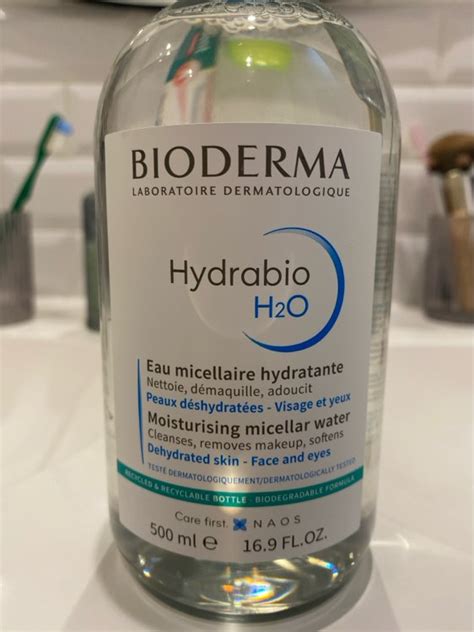 BIODERMA
LABORATOIRE DERMATOLOGIQUE
Hydrabio
H2O
Eau micellaire hydratante
Nettoie, démaquille, adoucit
Peaux déshydratées - Visage et yeux
Moisturising micellar water
Cleanses, removes makeup, softens
Dehydrated skin - Face and eyes
TESTÉ DERMATOLOGIQUEMENT/DERMATOLOGICALLY TESTED
RECYCLED & RECYCLABLE BOTTLE - BIODEGRADABLE FORMULA
Care first. NAOS
500 ml ℮ 16.9 FL.OZ.